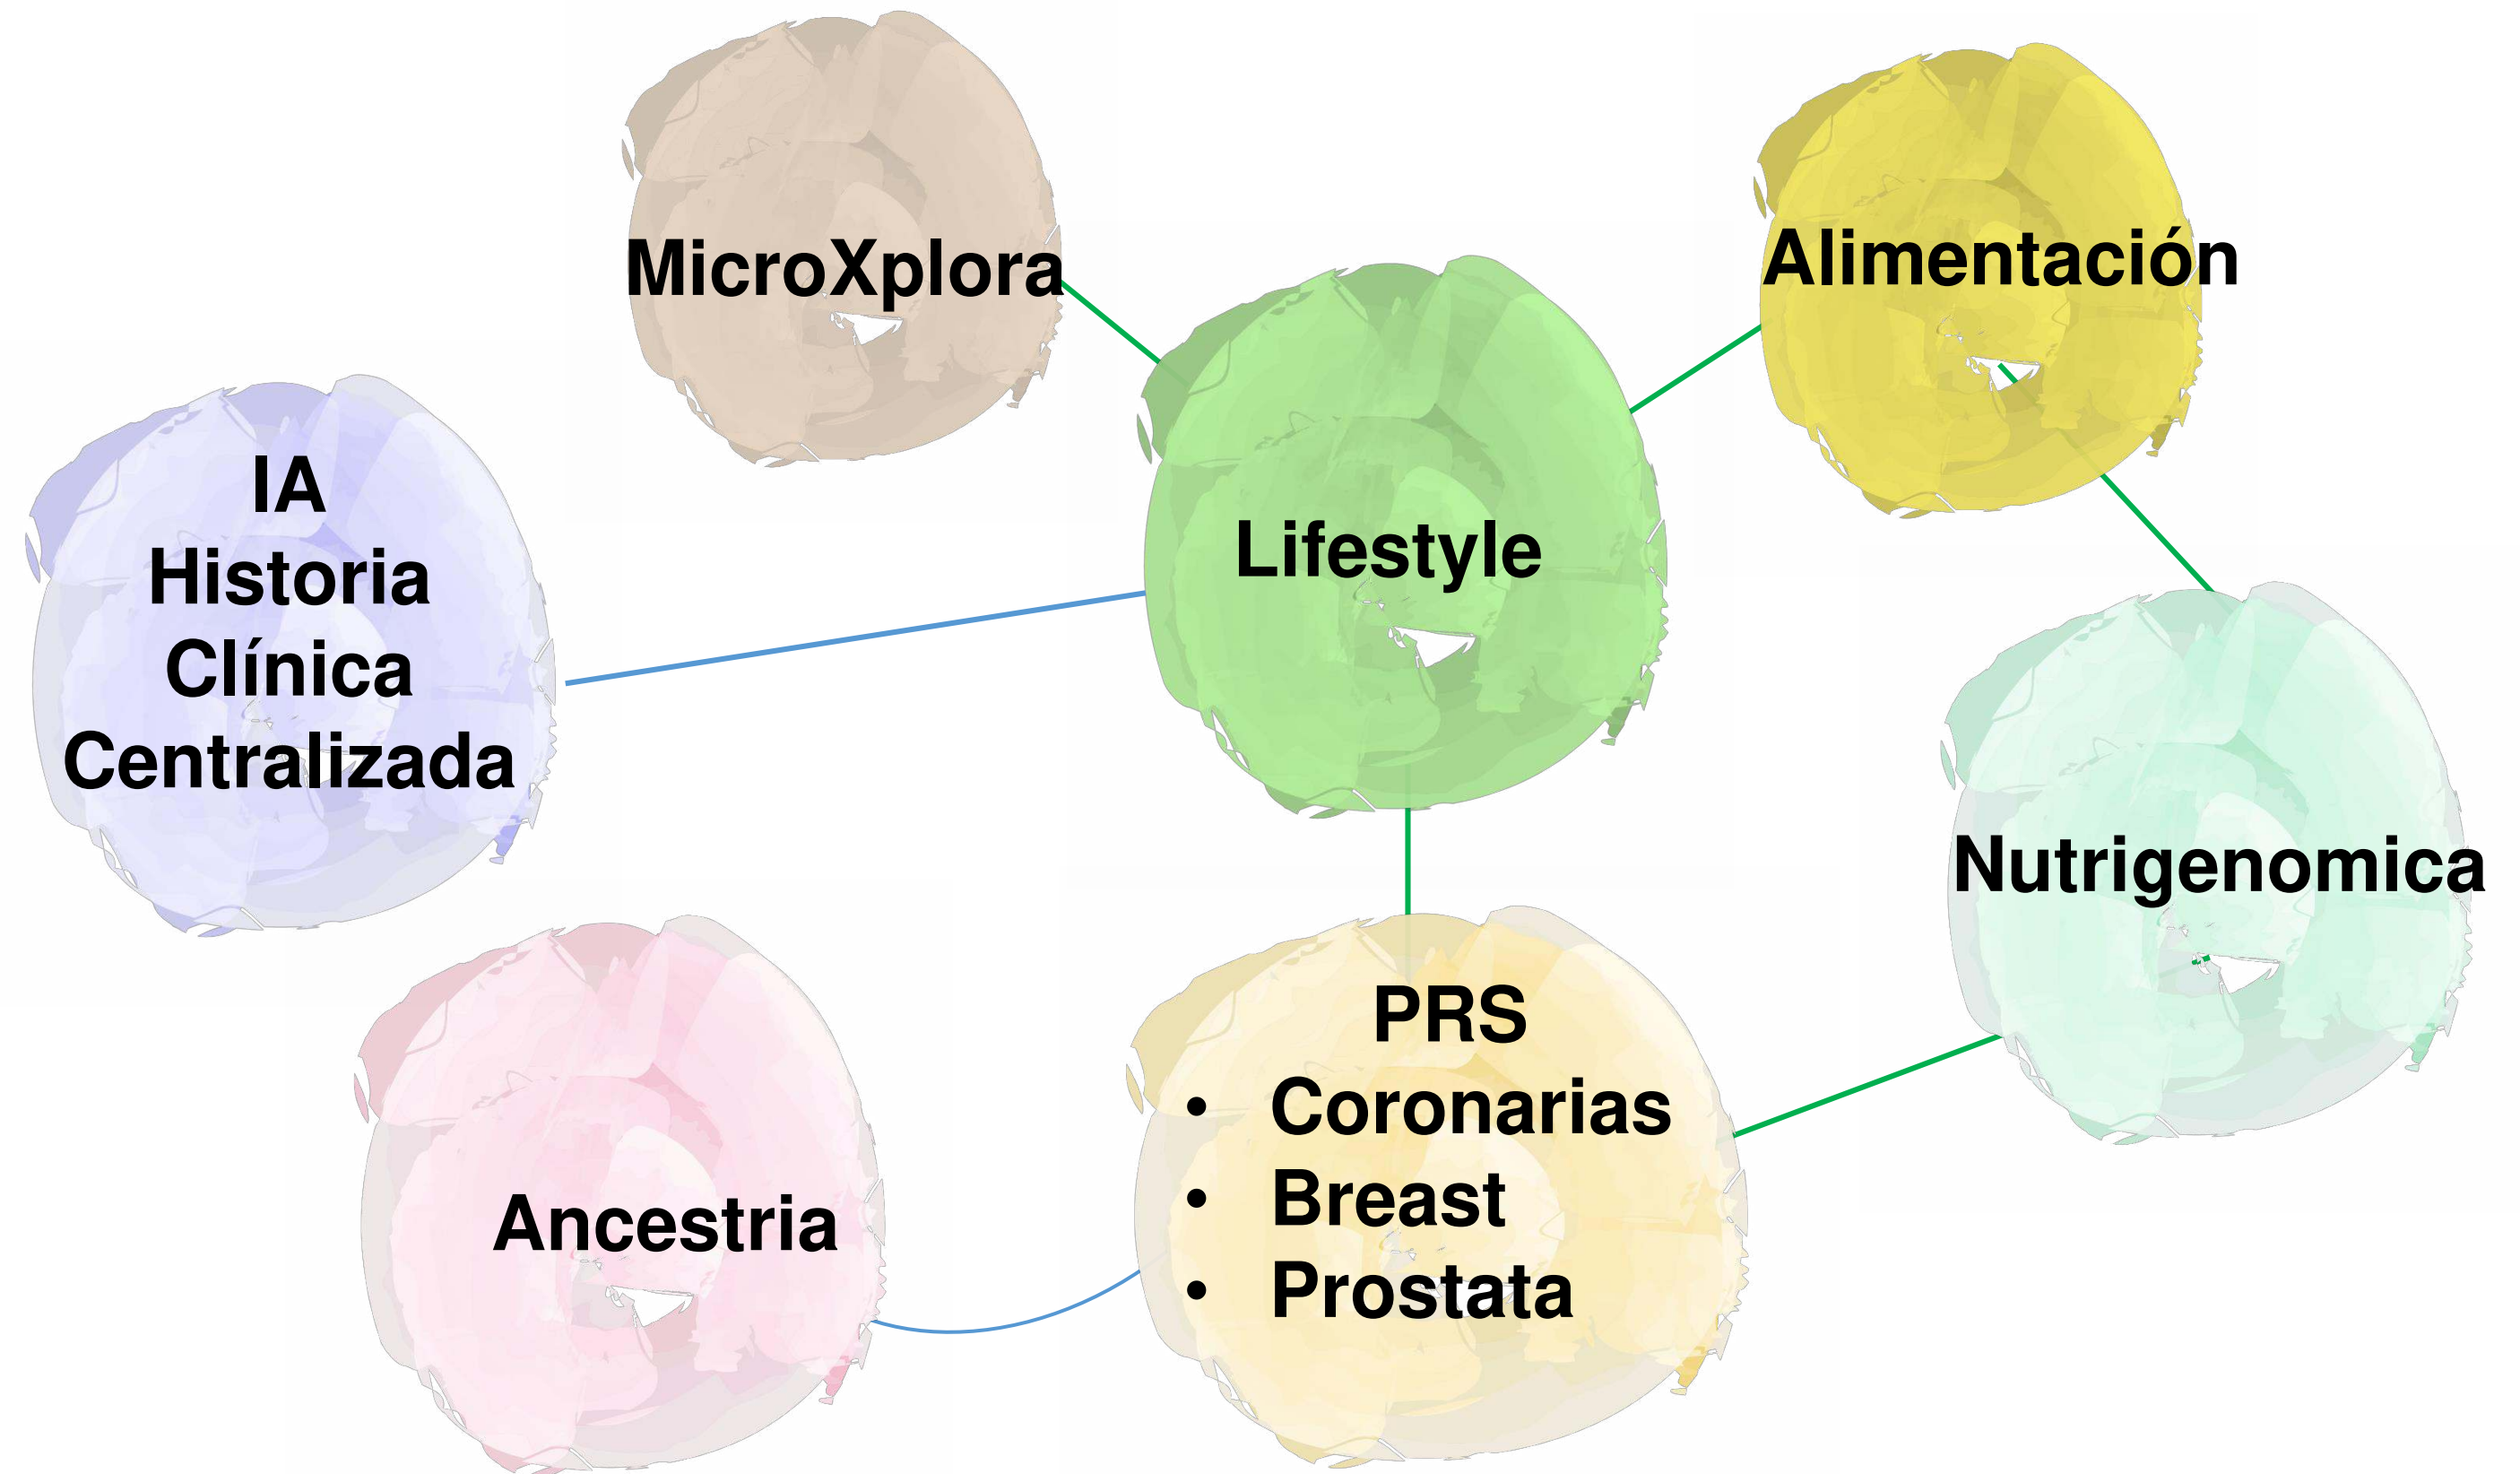 MicroXplora
Alimentación
IA
Historia
Clínica
Centralizada
Lifestyle
Nutrigenomica
PRS
• Coronarias
• Breast
• Prostata
Ancestria